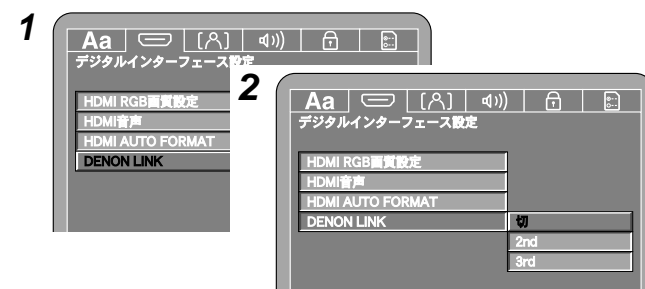 1
Aa
デジタルインターフェース設定
HDMI RGB画質設定
HDMI音声
HDMI AUTO FORMAT
DENON LINK
2
Aa
デジタルインターフェース設定
HDMI RGB画質設定
HDMI音声
HDMI AUTO FORMAT
DENON LINK 切
2nd
3rd